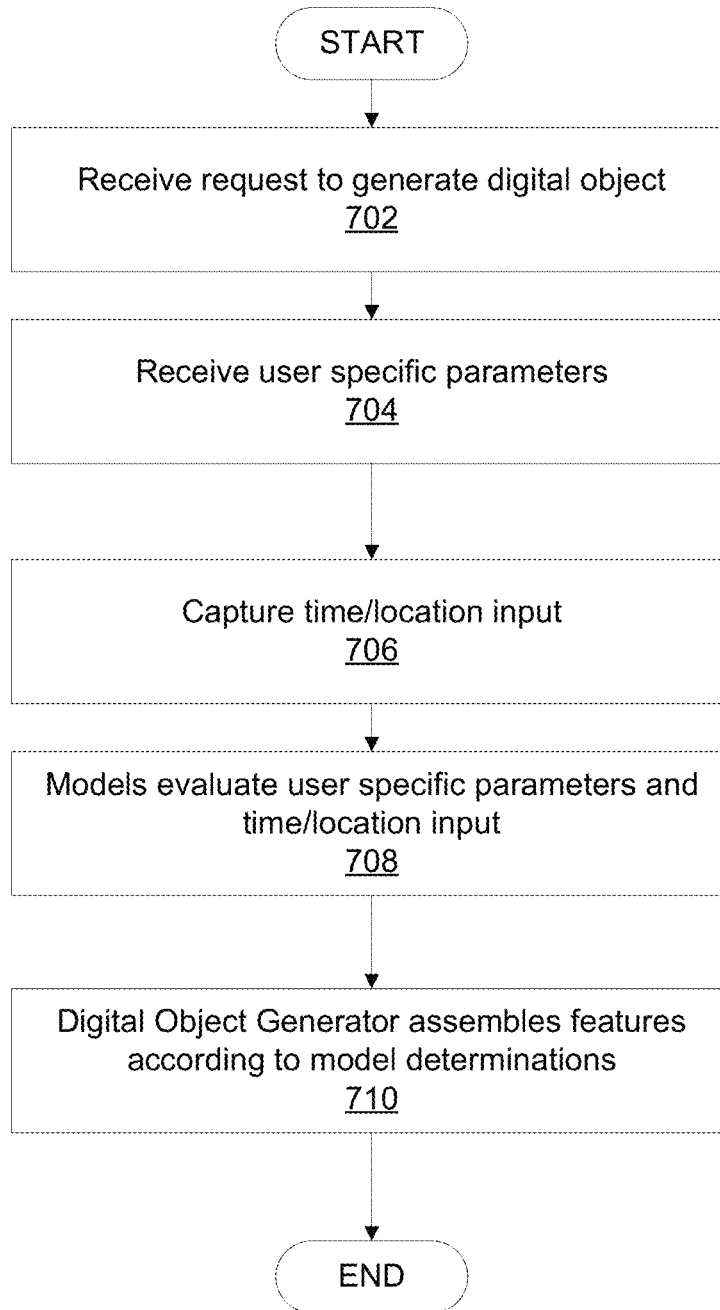 START
Receive request to generate digital object
702
Receive user specific parameters
704
Capture time/location input
706
Models evaluate user specific parameters and
time/location input
708
Digital Object Generator assembles features
according to model determinations
710
END